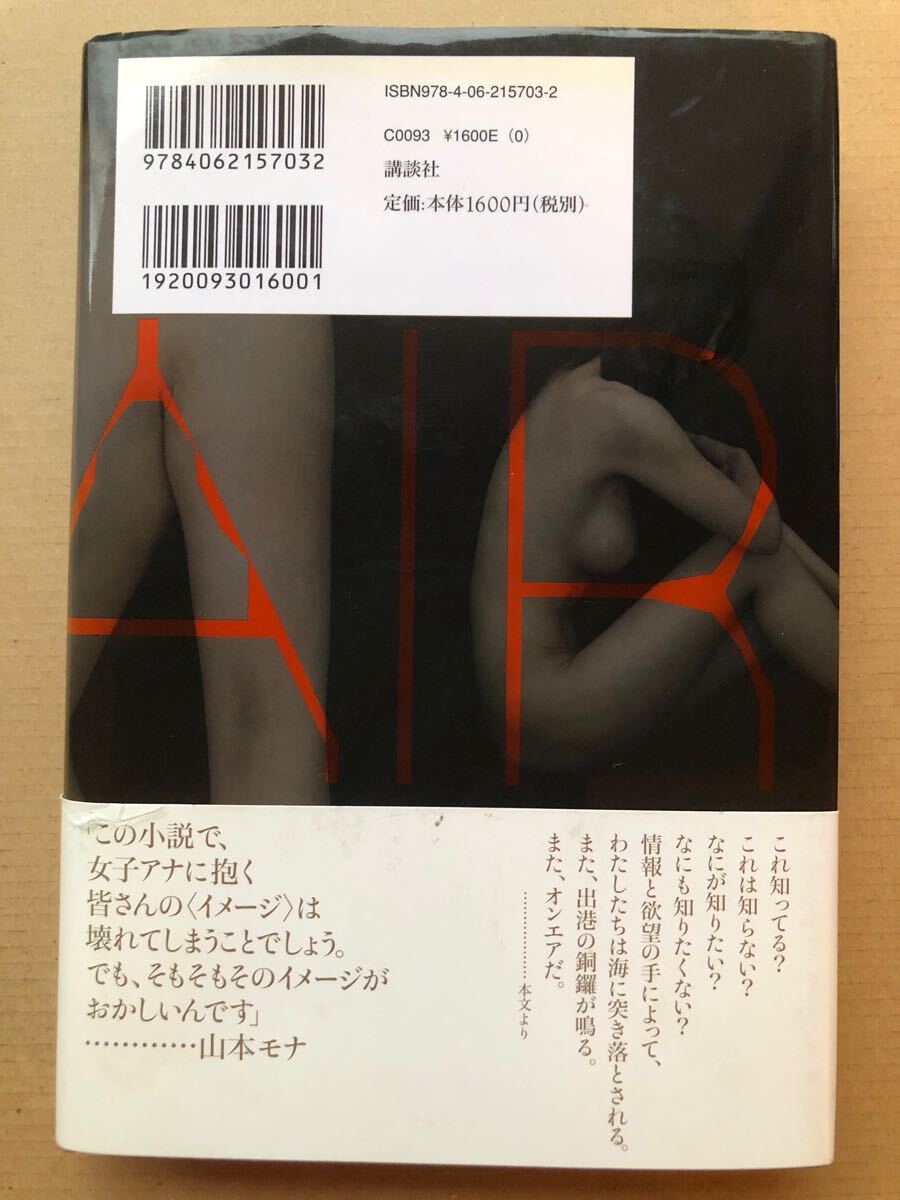 ISBN978-4-06-215703-2
C0093 ¥1600E (0)
講談社
定価:本体1600円(税別)
9784062157032
1920093016001
AIR
「この小説で、
女子アナに抱く
皆さんの〈イメージ〉は
壊れてしまうことでしょう。
でも、そもそもそのイメージが
おかしいんです」
…………山本モナ
これ知ってる?
これは知らない?
なにが知りたい?
なにも知りたくない?
情報と欲望の手によって、
わたしたちは海に突き落とされる。
また、出港の銅鑼が鳴る。
また、オンエアだ。
…………本文より